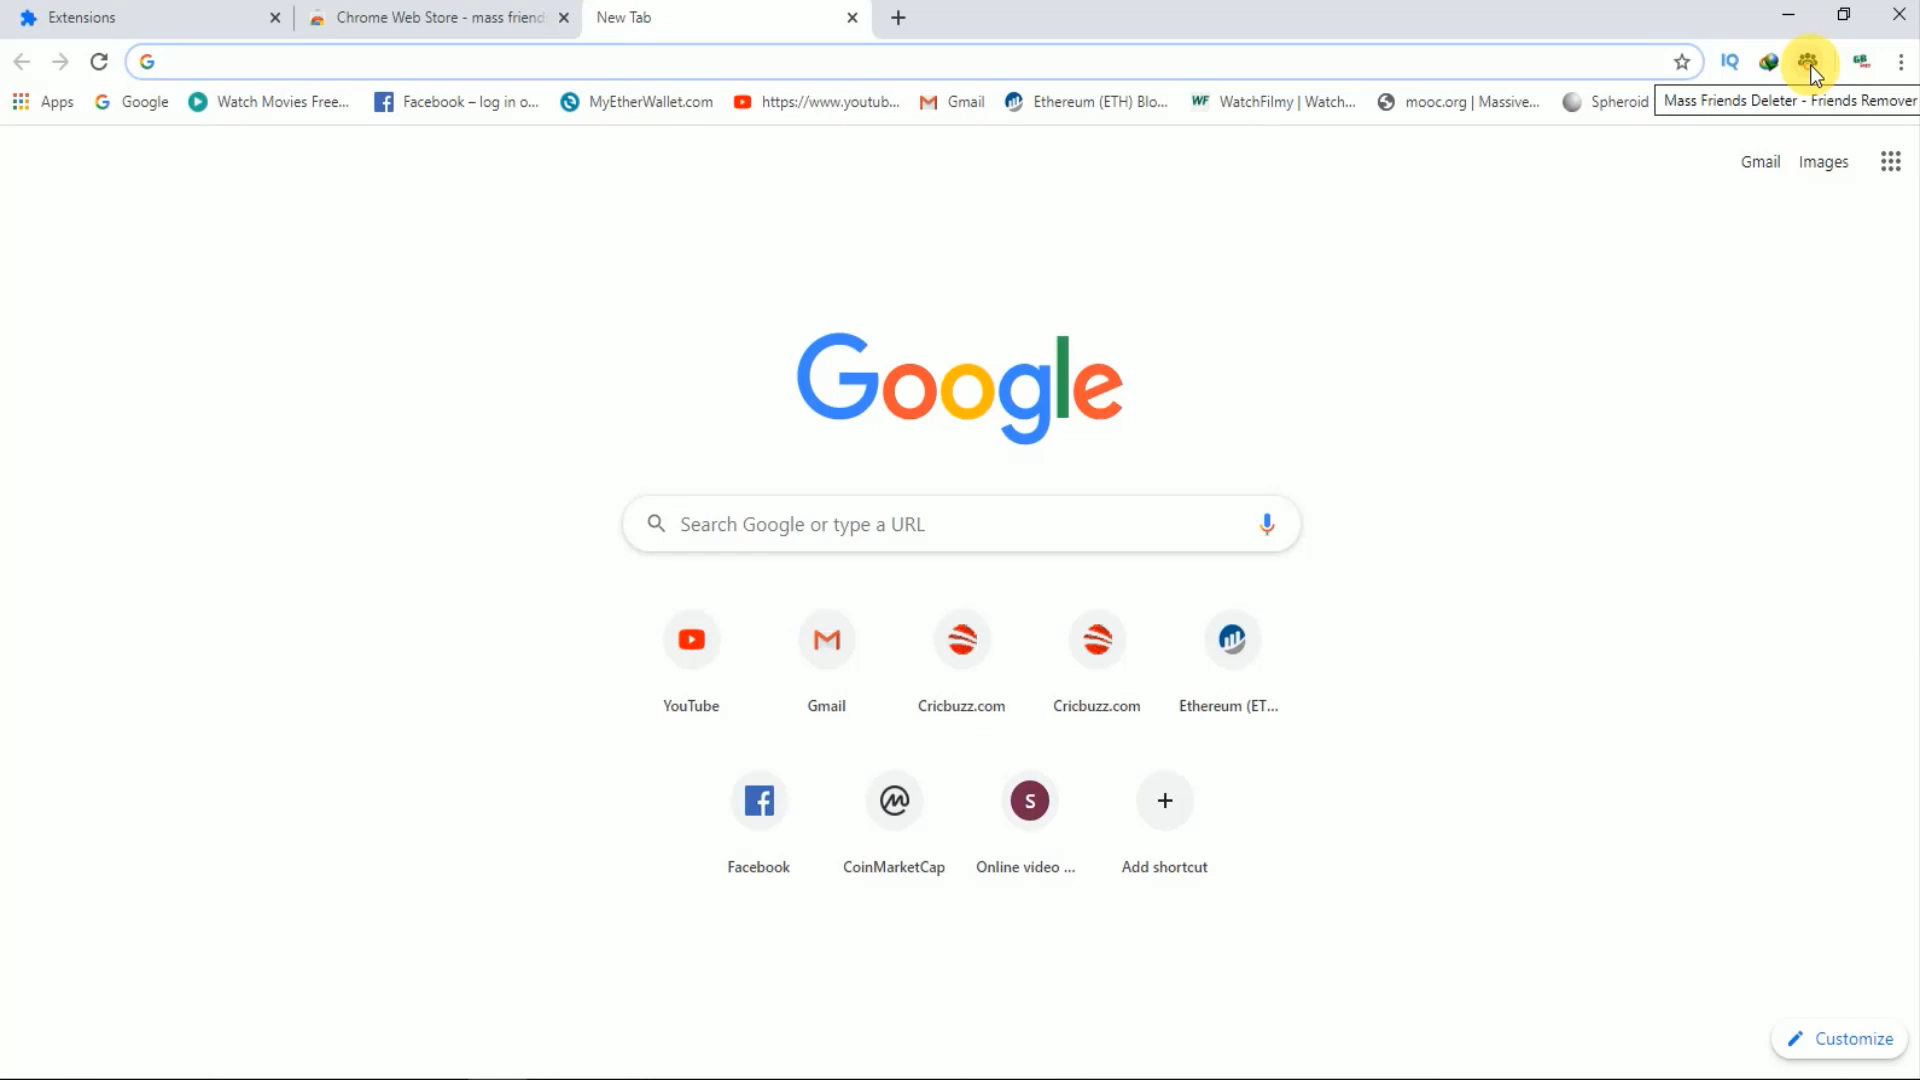 Extensions
Chrome Web Store - mass friend
New Tab
IQ
GB
Apps
Google
Watch Movies Free...
Facebook – log in o...
MyEtherWallet.com
https://www.youtub...
Gmail
Ethereum (ETH) Blo...
WF WatchFilmy | Watch...
mooc.org | Massive...
Spheroid
Mass Friends Deleter - Friends Remover
Gmail
Images
Google
Search Google or type a URL
YouTube
Gmail
Cricbuzz.com
Cricbuzz.com
Ethereum (ET...
S
Facebook
CoinMarketCap
Online video ...
Add shortcut
Customize